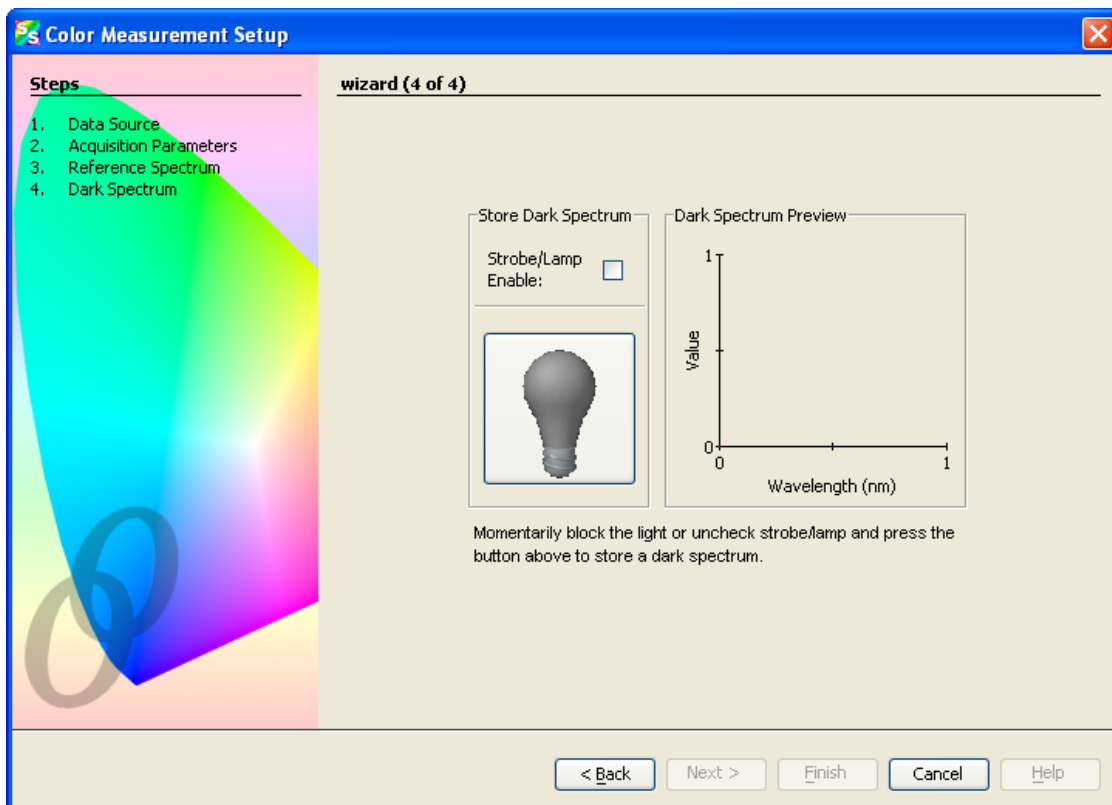 Color Measurement Setup
Steps
1. Data Source
2. Acquisition Parameters
3. Reference Spectrum
4. Dark Spectrum
wizard (4 of 4)
Store Dark Spectrum
Strobe/Lamp
Enable:
Dark Spectrum Preview
1
Value
0
0
1
Wavelength (nm)
Momentarily block the light or uncheck strobe/lamp and press the
button above to store a dark spectrum.
< Back
Next >
Finish
Cancel
Help